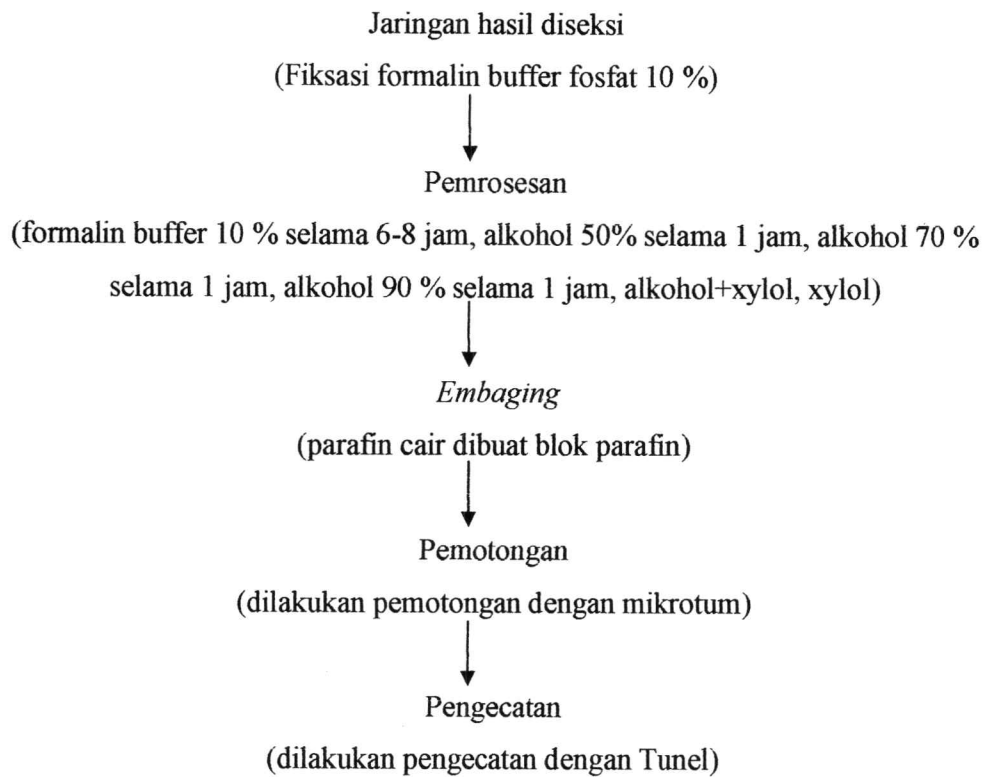 Jaringan hasil diseksi
(Fiksasi formalin buffer fosfat 10 %)
Pemrosesan
(formalin buffer 10 % selama 6-8 jam, alkohol 50% selama 1 jam, alkohol 70 %
selama 1 jam, alkohol 90 % selama 1 jam, alkohol+xylol, xylol)
Embaging
(parafin cair dibuat blok parafin)
Pemotongan
(dilakukan pemotongan dengan mikrotum)
Pengecatan
(dilakukan pengecatan dengan Tunel)